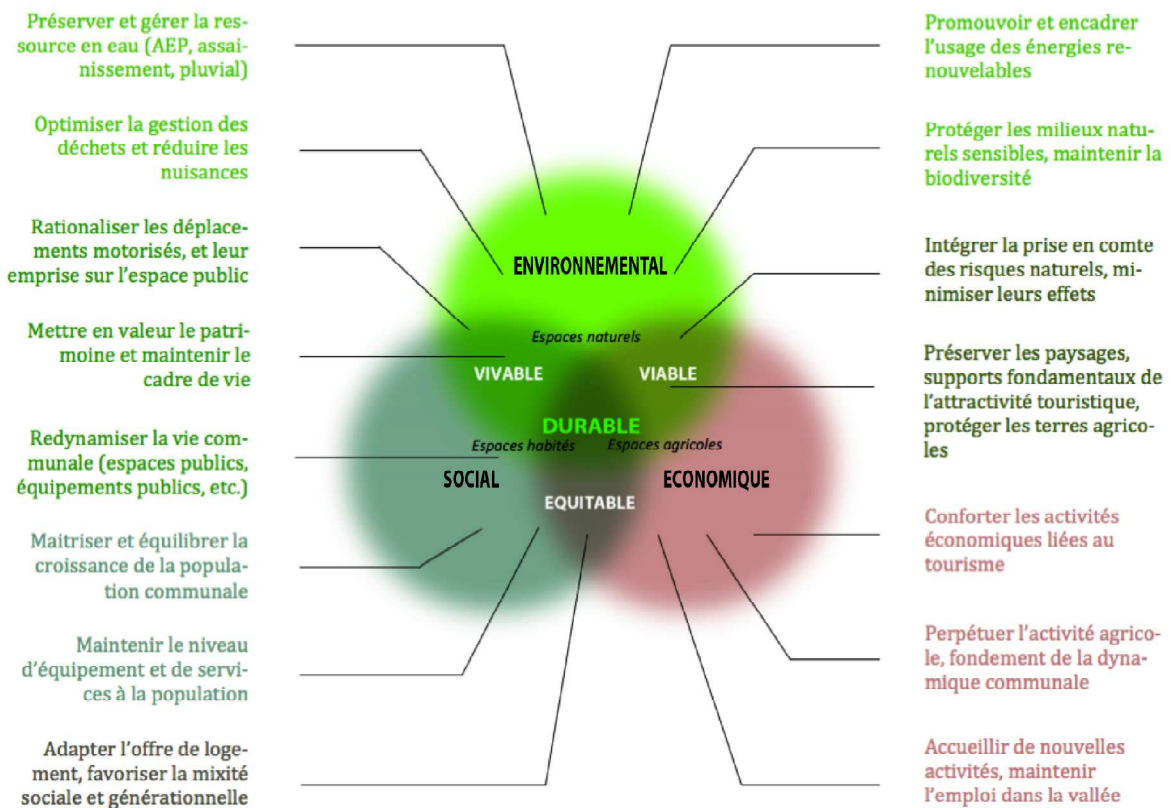 Préserver et gérer la res-
source en eau (AEP, assai-
nissement, pluvial)
Optimiser la gestion des
déchets et réduire les
nuisances
Rationaliser les déplace-
ments motorisés, et leur
emprise sur l'espace public
Mettre en valeur le patri-
moine et maintenir le
cadre de vie
Redynamiser la vie com-
munale (espaces publics,
équipements publics, etc.)
Maitriser et équilibrer la
croissance de la popula-
tion communale
Maintenir le niveau
d'équipement et de servi-
ces à la population
Adapter l'offre de loge-
ment, favoriser la mixité
sociale et générationnelle
ENVIRONNEMENTAL
Espaces naturels
VIVABLE
VIABLE
DURABLE
Espaces habités
Espaces agricoles
SOCIAL
ECONOMIQUE
EQUITABLE
Promouvoir et encadrer
l'usage des énergies re-
nouvelables
Protéger les milieux natu-
rels sensibles, maintenir la
biodiversité
Intégrer la prise en comte
des risques naturels, mi-
nimiser leurs effets
Préserver les paysages,
supports fondamentaux de
l'attractivité touristique,
protéger les terres agrico-
les
Conforter les activités
économiques liées au
tourisme
Perpétuer l'activité agrico-
le, fondement de la dyna-
mique communale
Accueillir de nouvelles
activités, maintenir
l'emploi dans la vallée